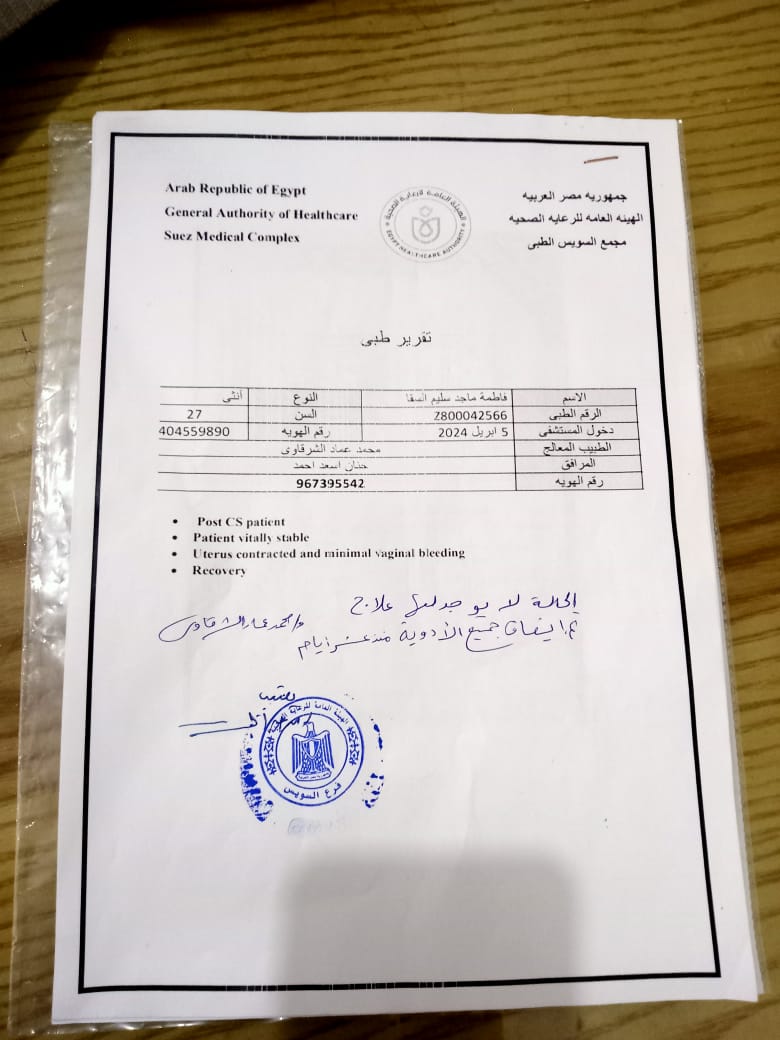 Arab Republic of Egypt
General Authority of Healthcare
Suez Medical Complex
الهيئة العامة للرعاية الصحية
EGYPT HEALTHCARE AUTHORITY
جمهوريه مصر العربيه
الهيئه العامه للرعايه الصحيه
مجمع السويس الطبى
تقرير طبى
الاسم فاطمة ماجد سليم السقا النوع أنثى
الرقم الطبى Z800042566 السن 27
دخول المستشفى 5 ابريل 2024 رقم الهويه 404559890
الطبيب المعالج محمد عماد الشرقاوى
المرافق حنان اسعد احمد
رقم الهويه 967395542
• Post CS patient
• Patient vitally stable
• Uterus contracted and minimal vaginal bleeding
• Recovery
الحالة لا يوجد لها علاج
تم ايقاف جميع الأدوية منذ عشر أيام
د/محمد عماد الشرقاوى
يعتمد
الهيئة العامة للرعاية الصحية
جمهورية مصر العربية
فرع السويس